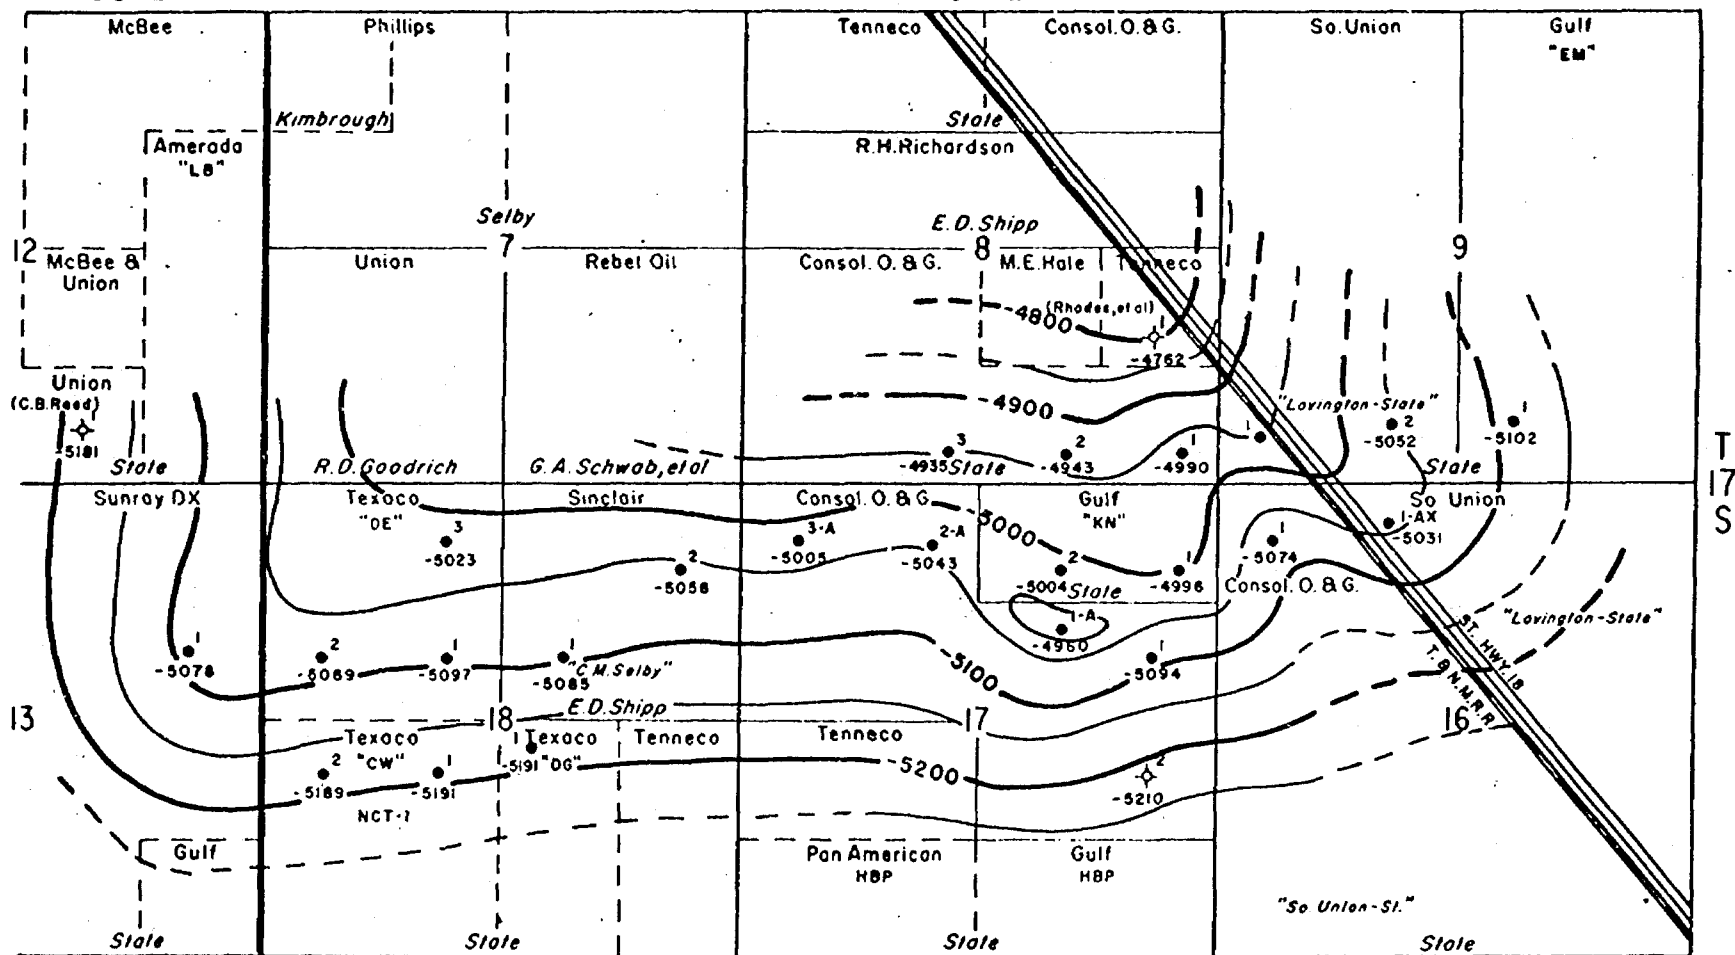 McBee
Phillips
Tenneco
Consol. O. & G.
So. Union
Gulf
"EM"
Kimbrough
State
Amerada
"LB"
R.H. Richardson
Selby
E.D. Shipp
12
7
8
9
McBee &
Union
Union
Rebel Oil
Consol. O. & G.
M.E. Hale
Tenneco
(Rhodes, et al)
-4800
1
-4762
Union
(C.B. Reed)
-5181
-4900
"Lovington-State"
2
-5052
1
-5102
3
-4935
2
-4943
1
-4990
1
State
R.D. Goodrich
G.A. Schwab, et al
State
State
T
17
S
Sunray DX
Texaco
"DE"
Sinclair
Consol. O. & G.
Gulf
"KN"
So Union
-5000
3
-5023
2
-5058
3-A
-5005
2-A
-5043
2
-5004
State
1
-4996
1
-5074
1-AX
-5031
Consol. O. & G.
1-A
-4960
"Lovington-State"
ST. HWY. 18
T. & N.M.R.R.
1
-5078
2
-5069
1
-5097
1
-5085
"C.M. Selby"
-5100
1
-5094
E.D. Shipp
13
18
17
16
Texaco
"CW"
1
Texaco
-5191
"DG"
Tenneco
Tenneco
2
-5189
1
-5191
NCT-1
-5200
2
-5210
Gulf
Pan American
HBP
Gulf
HBP
"So. Union-St."
State
State
State
State